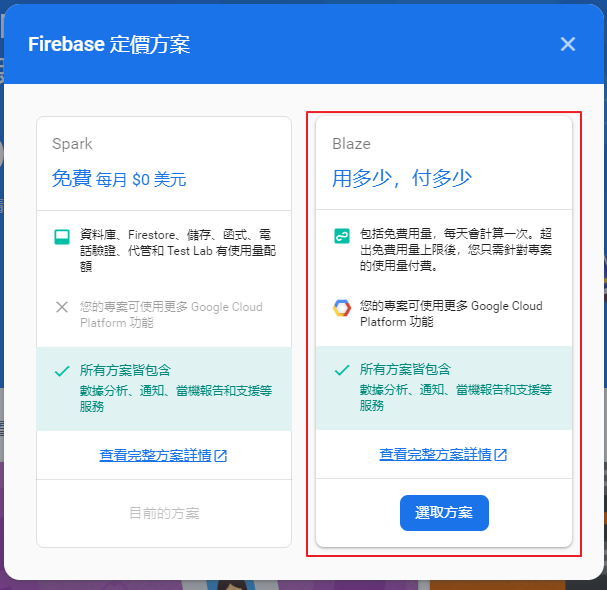 Firebase 定價方案
Spark
免費 每月 $0 美元
資料庫、Firestore、儲存、函式、電
話驗證、代管和 Test Lab 有使用量配
額
您的專案可使用更多 Google Cloud
Platform 功能
所有方案皆包含
數據分析、通知、當機報告和支援等
服務
查看完整方案詳情
目前的方案
Blaze
用多少，付多少
包括免費用量，每天會計算一次。超
出免費用量上限後，您只需針對專案
的使用量付費。
您的專案可使用更多 Google Cloud
Platform 功能
所有方案皆包含
數據分析、通知、當機報告和支援等
服務
查看完整方案詳情
選取方案